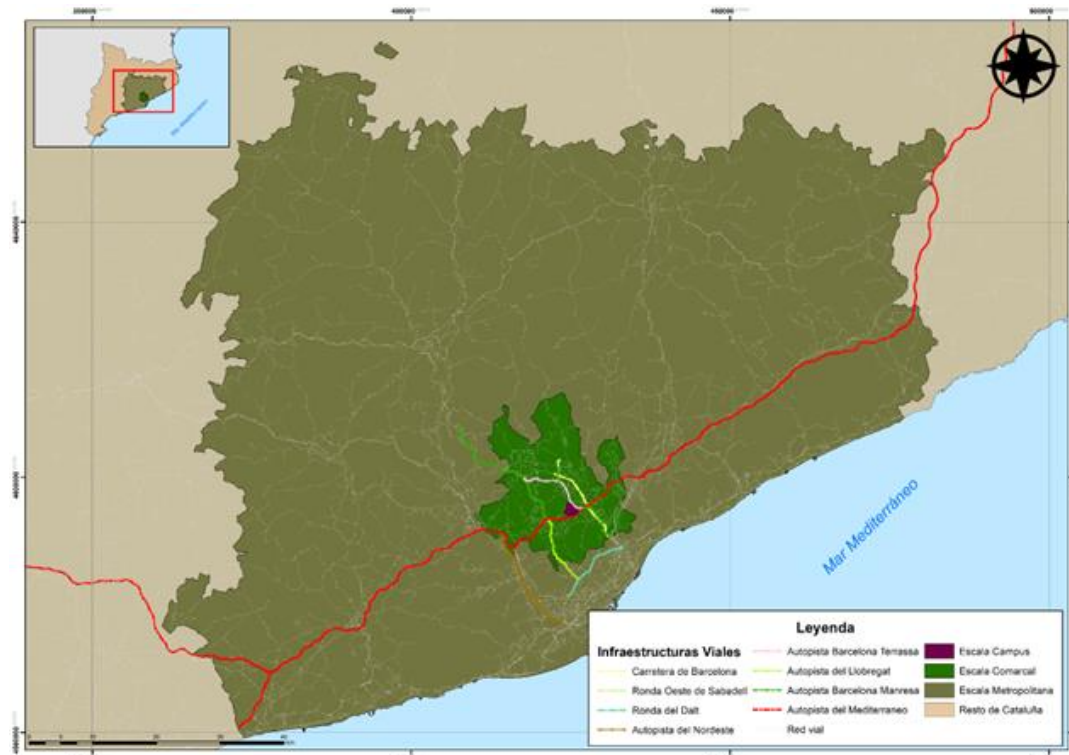 Mar Mediterráneo
Leyenda
Infraestructuras Viales
Carretera de Barcelona
Ronda Oeste de Sabadell
Ronda del Dalt
Autopista del Nordeste
Autopista Barcelona Terrassa
Autopista del Llobregat
Autopista Barcelona Manresa
Autopista del Mediterraneo
Red vial
Escala Campus
Escala Comarcal
Escala Metropolitana
Resto de Cataluña